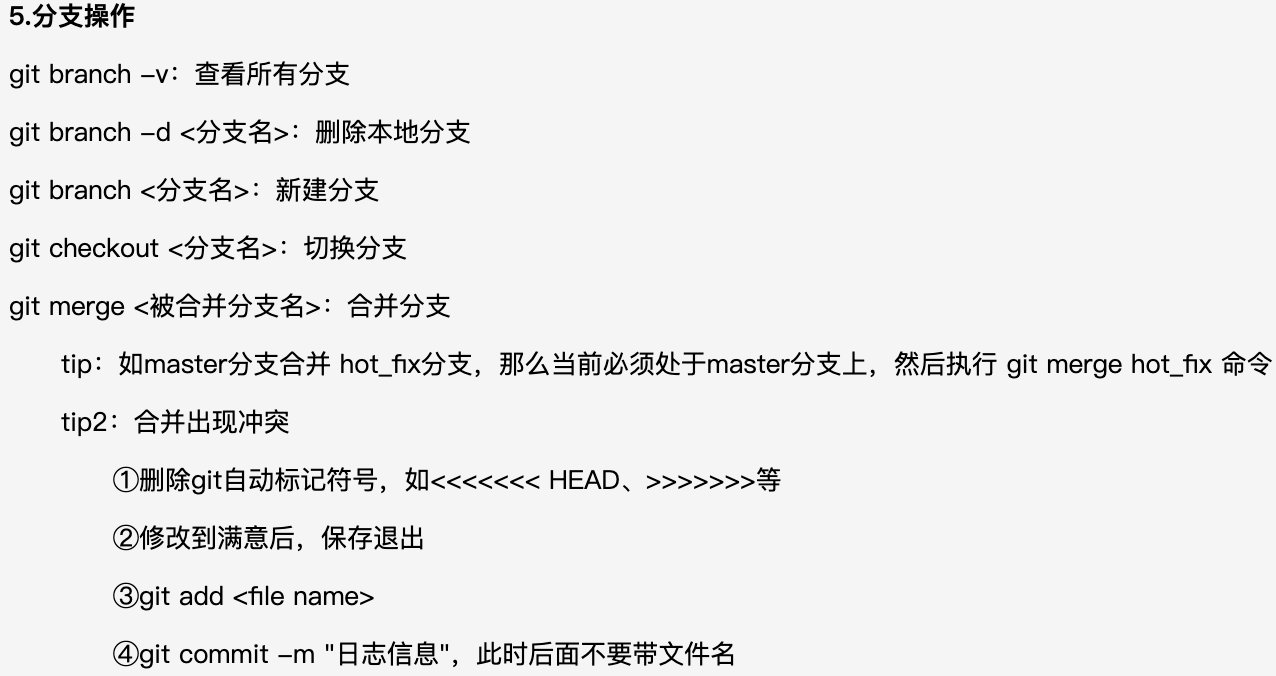 5.分支操作
git branch –v：查看所有分支
git branch –d <分支名>：删除本地分支
git branch <分支名>：新建分支
git checkout <分支名>：切换分支
git merge <被合并分支名>：合并分支
tip：如master分支合并 hot_fix分支，那么当前必须处于master分支上，然后执行 git merge hot_fix 命令
tip2：合并出现冲突
①删除git自动标记符号，如<<<<<<< HEAD、>>>>>>>等
②修改到满意后，保存退出
③git add <file name>
④git commit –m "日志信息"，此时后面不要带文件名